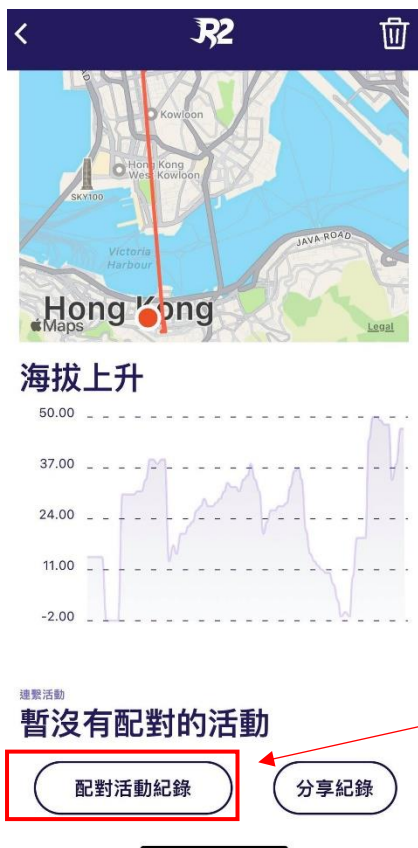 R2
Kowloon
Hong Kong
West Kowloon
SKY100
Victoria
Harbour
JAVA ROAD
Hong Kong
Maps
Legal
海拔上升
50.00
37.00
24.00
11.00
-2.00
連繫活動
暫沒有配對的活動
配對活動紀錄
分享紀錄